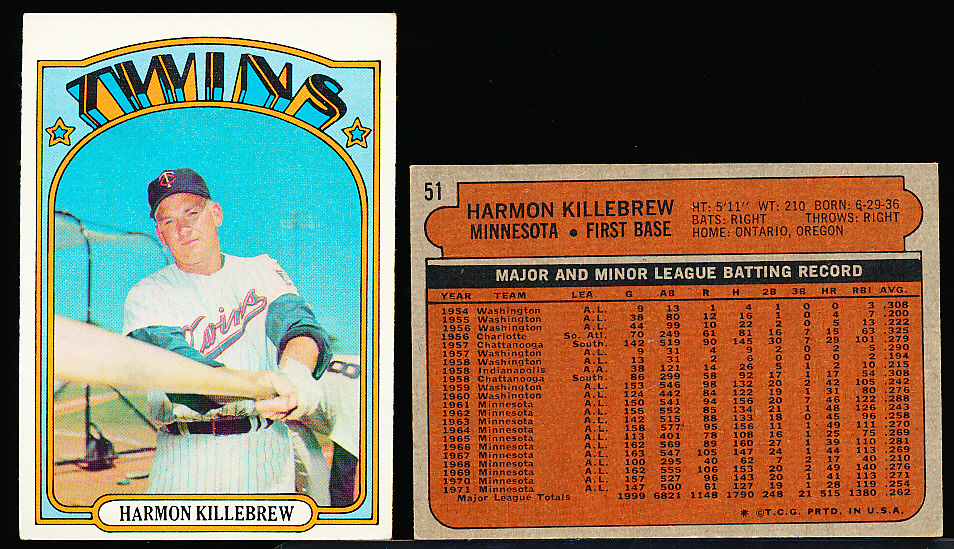 TWINS
TC
Twins
8
HARMON KILLEBREW
51
HARMON KILLEBREW
MINNESOTA • FIRST BASE
HT: 5'11" WT: 210 BORN: 6-29-36
BATS: RIGHT THROWS: RIGHT
HOME: ONTARIO, OREGON
MAJOR AND MINOR LEAGUE BATTING RECORD
YEAR TEAM LEA G AB R H 2B 3B HR RBI AVG.
1954 Washington A.L. 9 13 1 4 1 0 0 3 .308
1955 Washington A.L. 38 80 12 16 1 0 4 7 .200
1956 Washington A.L. 44 99 10 22 2 0 5 13 .222
1956 Charlotte So. Atl. 70 249 61 81 16 7 15 63 .325
1957 Chattanooga South. 142 519 90 145 30 7 29 101 .279
1957 Washington A.L. 9 31 4 9 2 0 2 5 .290
1958 Washington A.L. 13 31 2 6 0 0 0 2 .194
1958 Indianapolis A.A. 38 121 14 26 5 1 2 10 .215
1958 Chattanooga South. 86 299 58 92 17 1 17 54 .308
1959 Washington A.L. 153 546 98 132 20 2 42 105 .242
1960 Washington A.L. 124 442 84 122 19 1 31 80 .276
1961 Minnesota A.L. 150 541 94 156 20 7 46 122 .288
1962 Minnesota A.L. 155 552 85 134 21 1 48 126 .243
1963 Minnesota A.L. 142 515 88 133 18 0 45 96 .258
1964 Minnesota A.L. 158 577 95 156 11 1 49 111 .270
1965 Minnesota A.L. 113 401 78 108 16 1 25 75 .269
1966 Minnesota A.L. 162 569 89 160 27 1 39 110 .281
1967 Minnesota A.L. 163 547 105 147 24 1 44 113 .269
1968 Minnesota A.L. 100 295 40 62 7 2 17 40 .210
1969 Minnesota A.L. 162 555 106 153 20 2 49 140 .276
1970 Minnesota A.L. 157 527 96 143 20 1 41 113 .271
1971 Minnesota A.L. 147 500 61 127 19 1 28 119 .254
Major League Totals 1999 6821 1148 1790 248 21 515 1380 .262
* ©T.C.G. PRTD. IN U.S.A.